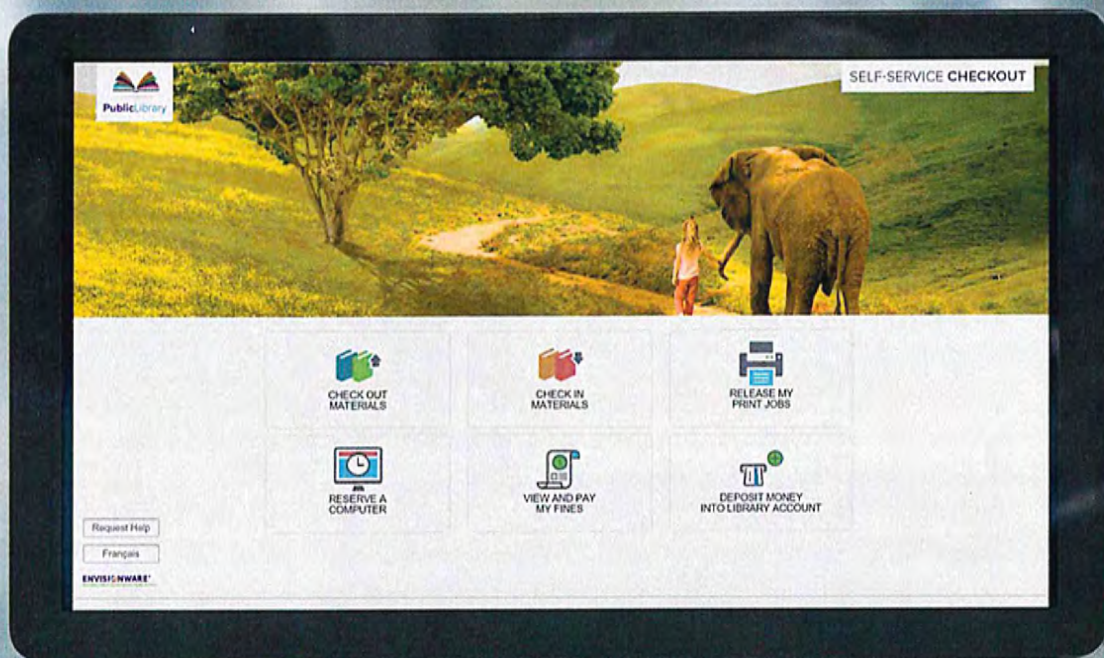 PublicLibrary
SELF-SERVICE CHECKOUT
CHECK OUT
MATERIALS
CHECK IN
MATERIALS
RELEASE MY
PRINT JOBS
RESERVE A
COMPUTER
VIEW AND PAY
MY FINES
DEPOSIT MONEY
INTO LIBRARY ACCOUNT
Request Help
Français
ENVISIONWARE